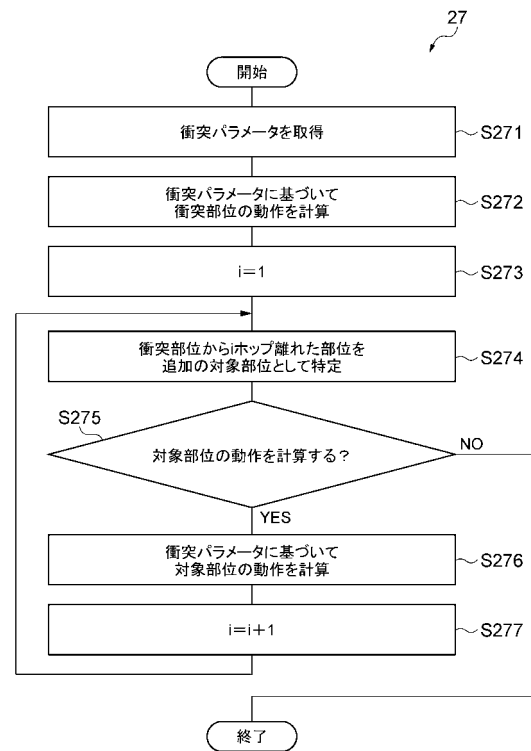 27
開始
衝突パラメータを取得
S271
衝突パラメータに基づいて
衝突部位の動作を計算
S272
i=1
S273
衝突部位からiホップ離れた部位を
追加の対象部位として特定
S274
S275
対象部位の動作を計算する？
NO
YES
衝突パラメータに基づいて
対象部位の動作を計算
S276
i=i+1
S277
終了